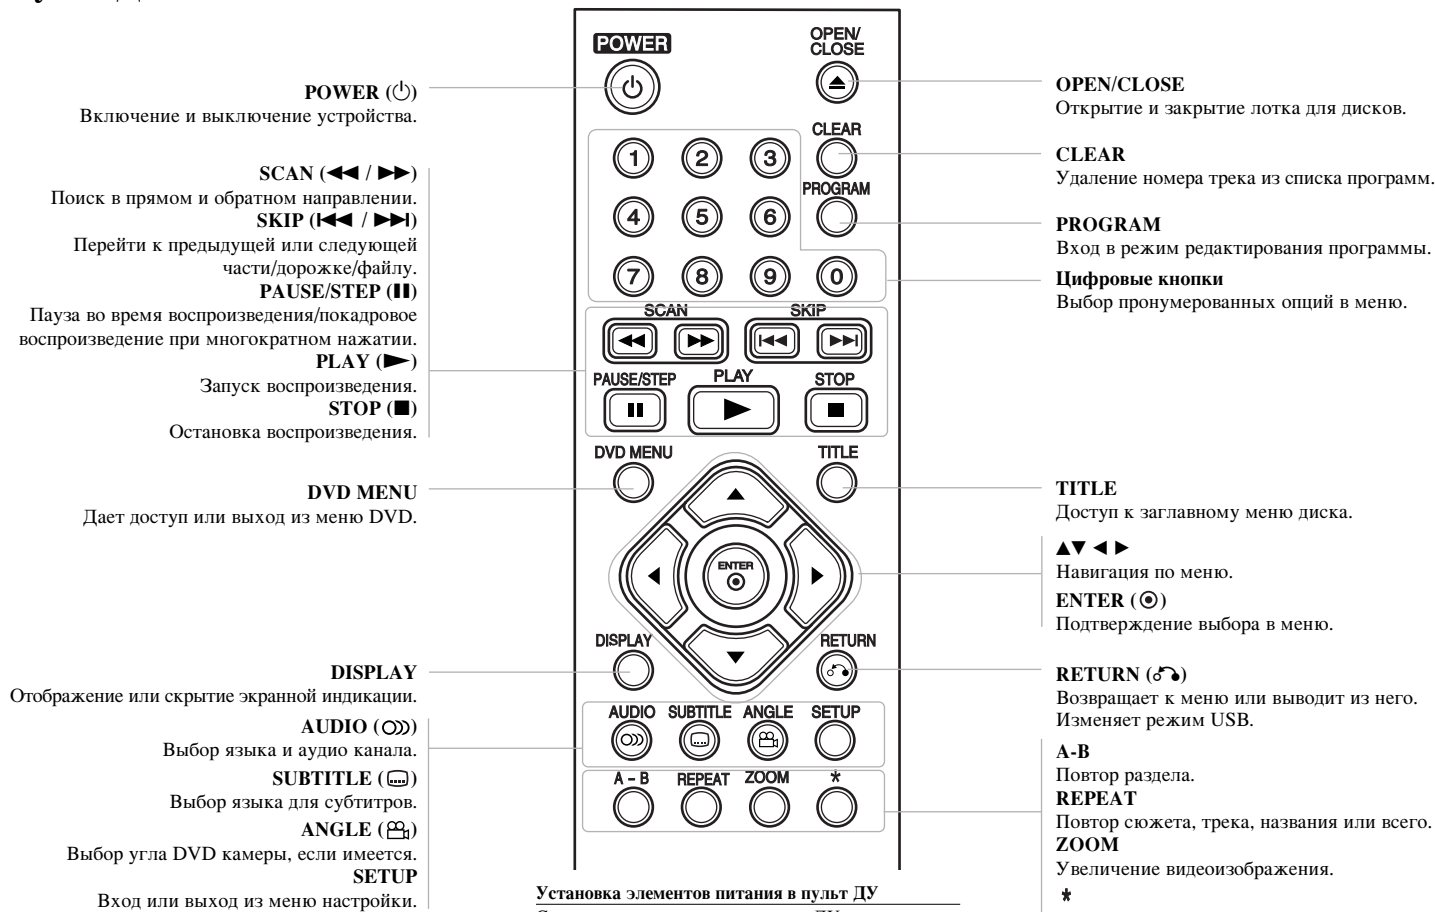 POWER (⏻)
Включение и выключение устройства.
SCAN (◀◀ / ▶▶)
Поиск в прямом и обратном направлении.
SKIP (I◀◀ / ▶▶I)
Перейти к предыдущей или следующей
части/дорожке/файлу.
PAUSE/STEP (II)
Пауза во время воспроизведения/покадровое
воспроизведение при многократном нажатии.
PLAY (▶)
Запуск воспроизведения.
STOP (■)
Остановка воспроизведения.
DVD MENU
Дает доступ или выход из меню DVD.
DISPLAY
Отображение или скрытие экранной индикации.
AUDIO ()
Выбор языка и аудио канала.
SUBTITLE ()
Выбор языка для субтитров.
ANGLE ()
Выбор угла DVD камеры, если имеется.
SETUP
Вход или выход из меню настройки.
POWER
OPEN/
CLOSE
CLEAR
1 2 3
PROGRAM
4 5 6
7 8 9 0
SCAN SKIP
PAUSE/STEP PLAY STOP
DVD MENU TITLE
ENTER
DISPLAY RETURN
AUDIO SUBTITLE ANGLE SETUP
A – B REPEAT ZOOM *
Установка элементов питания в пульт ДУ
OPEN/CLOSE
Открытие и закрытие лотка для дисков.
CLEAR
Удаление номера трека из списка программ.
PROGRAM
Вход в режим редактирования программы.
Цифровые кнопки
Выбор пронумерованных опций в меню.
TITLE
Доступ к заглавному меню диска.
▲▼ ◀ ▶
Навигация по меню.
ENTER (◉)
Подтверждение выбора в меню.
RETURN ()
Возвращает к меню или выводит из него.
Изменяет режим USB.
A-B
Повтор раздела.
REPEAT
Повтор сюжета, трека, названия или всего.
ZOOM
Увеличение видеоизображения.
*